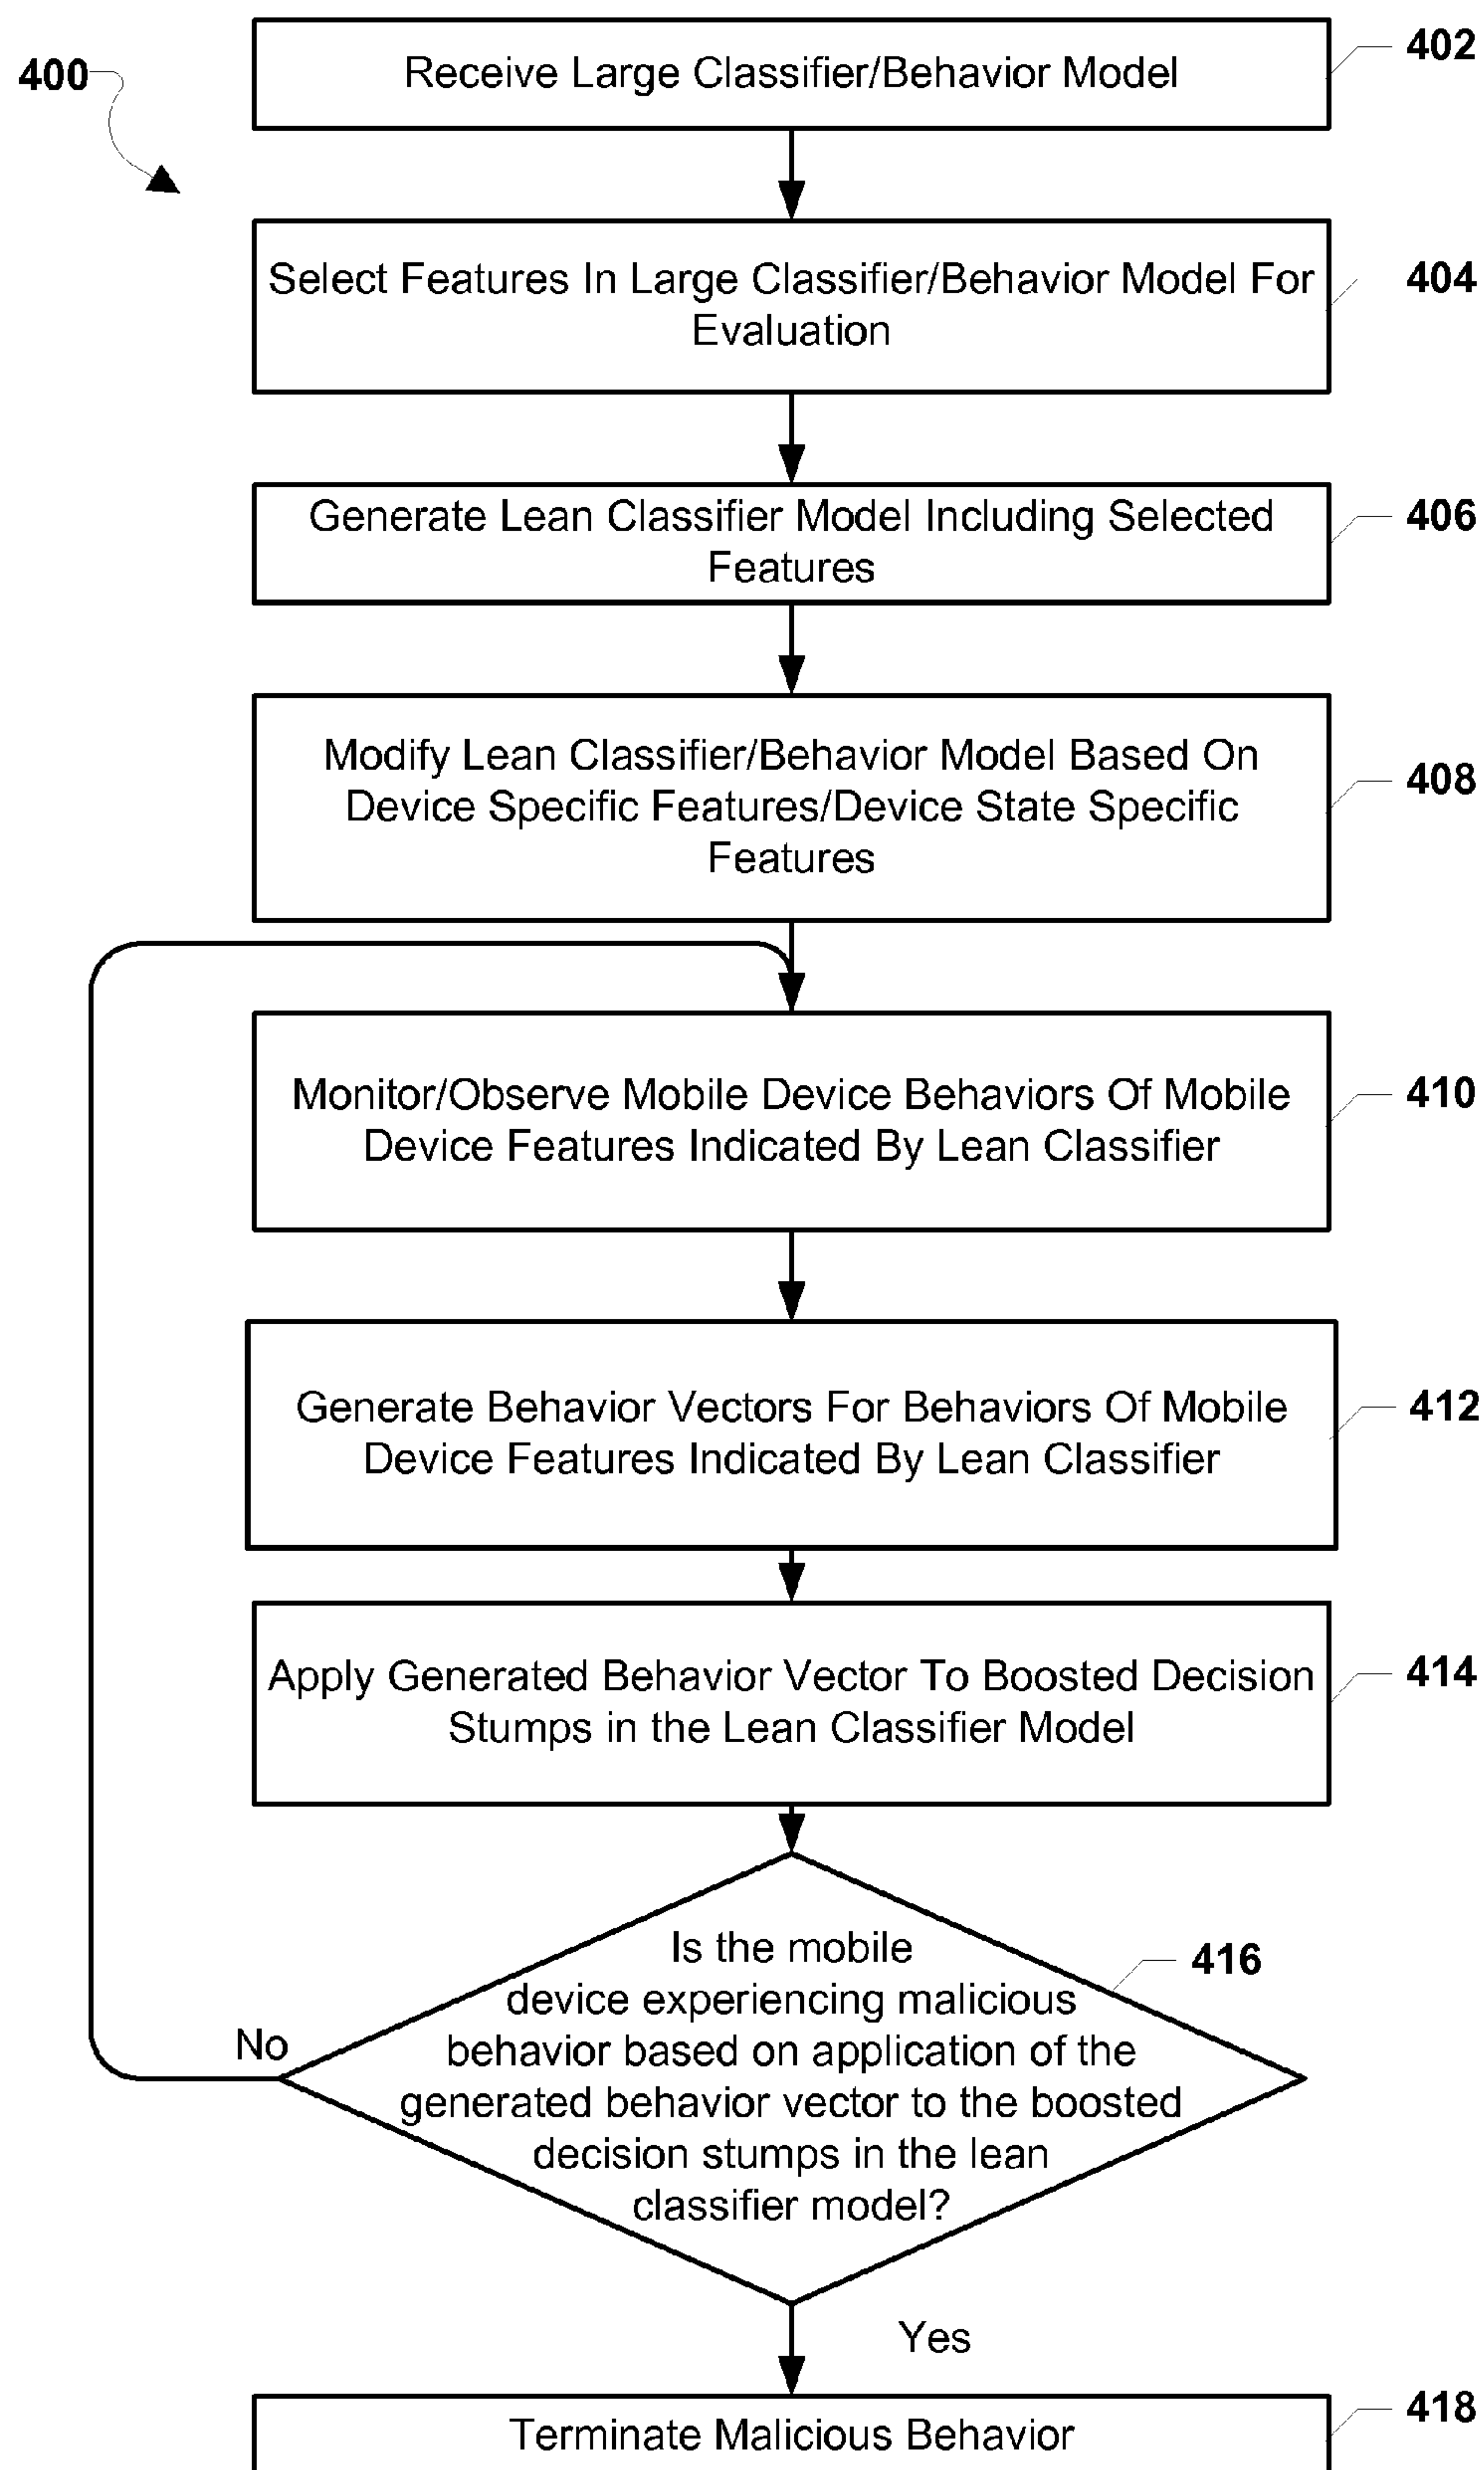 400
Receive Large Classifier/Behavior Model
402
Select Features In Large Classifier/Behavior Model For
Evaluation
404
Generate Lean Classifier Model Including Selected
Features
406
Modify Lean Classifier/Behavior Model Based On
Device Specific Features/Device State Specific
Features
408
Monitor/Observe Mobile Device Behaviors Of Mobile
Device Features Indicated By Lean Classifier
410
Generate Behavior Vectors For Behaviors Of Mobile
Device Features Indicated By Lean Classifier
412
Apply Generated Behavior Vector To Boosted Decision
Stumps in the Lean Classifier Model
414
Is the mobile
device experiencing malicious
behavior based on application of the
generated behavior vector to the boosted
decision stumps in the lean
classifier model?
416
No
Yes
Terminate Malicious Behavior
418